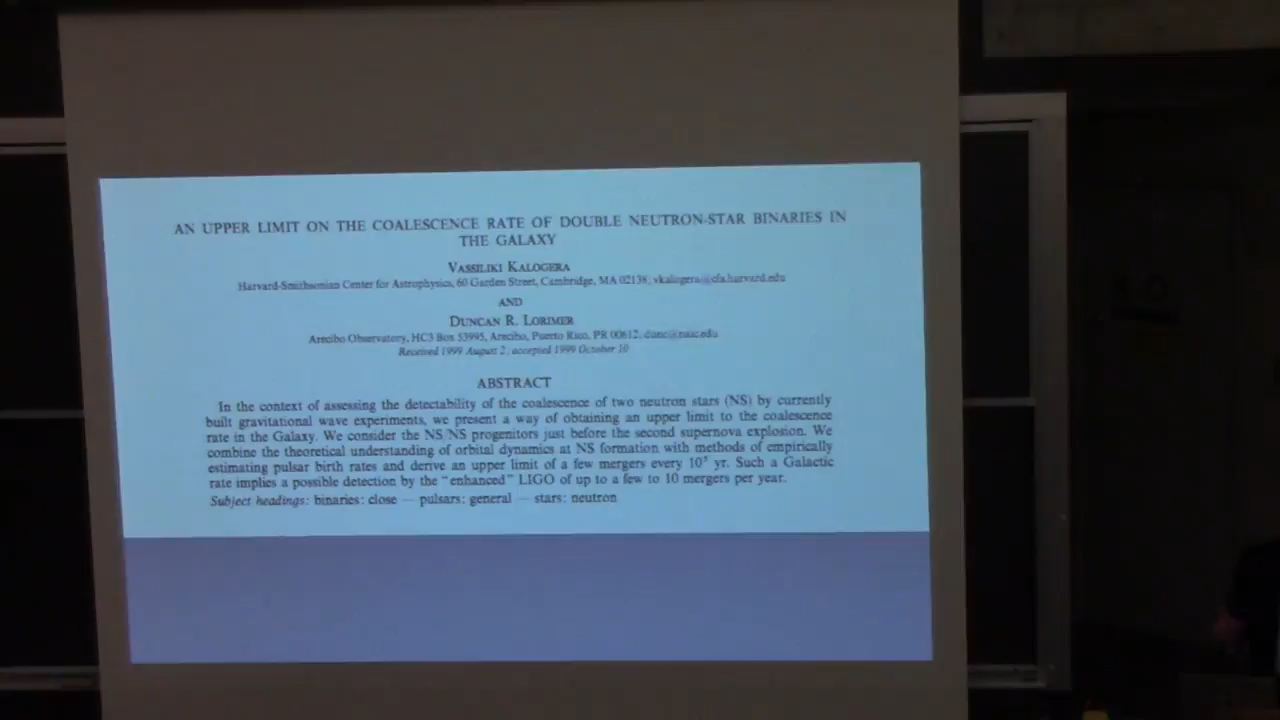 AN UPPER LIMIT ON THE COALESCENCE RATE OF DOUBLE NEUTRON-STAR BINARIES IN
THE GALAXY
VASSILIKI KALOGERA
Harvard-Smithsonian Center for Astrophysics, 60 Garden Street, Cambridge, MA 02138; vkalogera@cfa.harvard.edu
AND
DUNCAN R. LORIMER
Arecibo Observatory, HC3 Box 53995, Arecibo, Puerto Rico, PR 00612; dunc@naic.edu
Received 1999 August 2; accepted 1999 October 10
ABSTRACT
In the context of assessing the detectability of the coalescence of two neutron stars (NS) by currently
built gravitational wave experiments, we present a way of obtaining an upper limit to the coalescence
rate in the Galaxy. We consider the NS/NS progenitors just before the second supernova explosion. We
combine the theoretical understanding of orbital dynamics at NS formation with methods of empirically
estimating pulsar birth rates and derive an upper limit of a few mergers every 10⁵ yr. Such a Galactic
rate implies a possible detection by the "enhanced" LIGO of up to a few to 10 mergers per year.
Subject headings: binaries: close — pulsars: general — stars: neutron